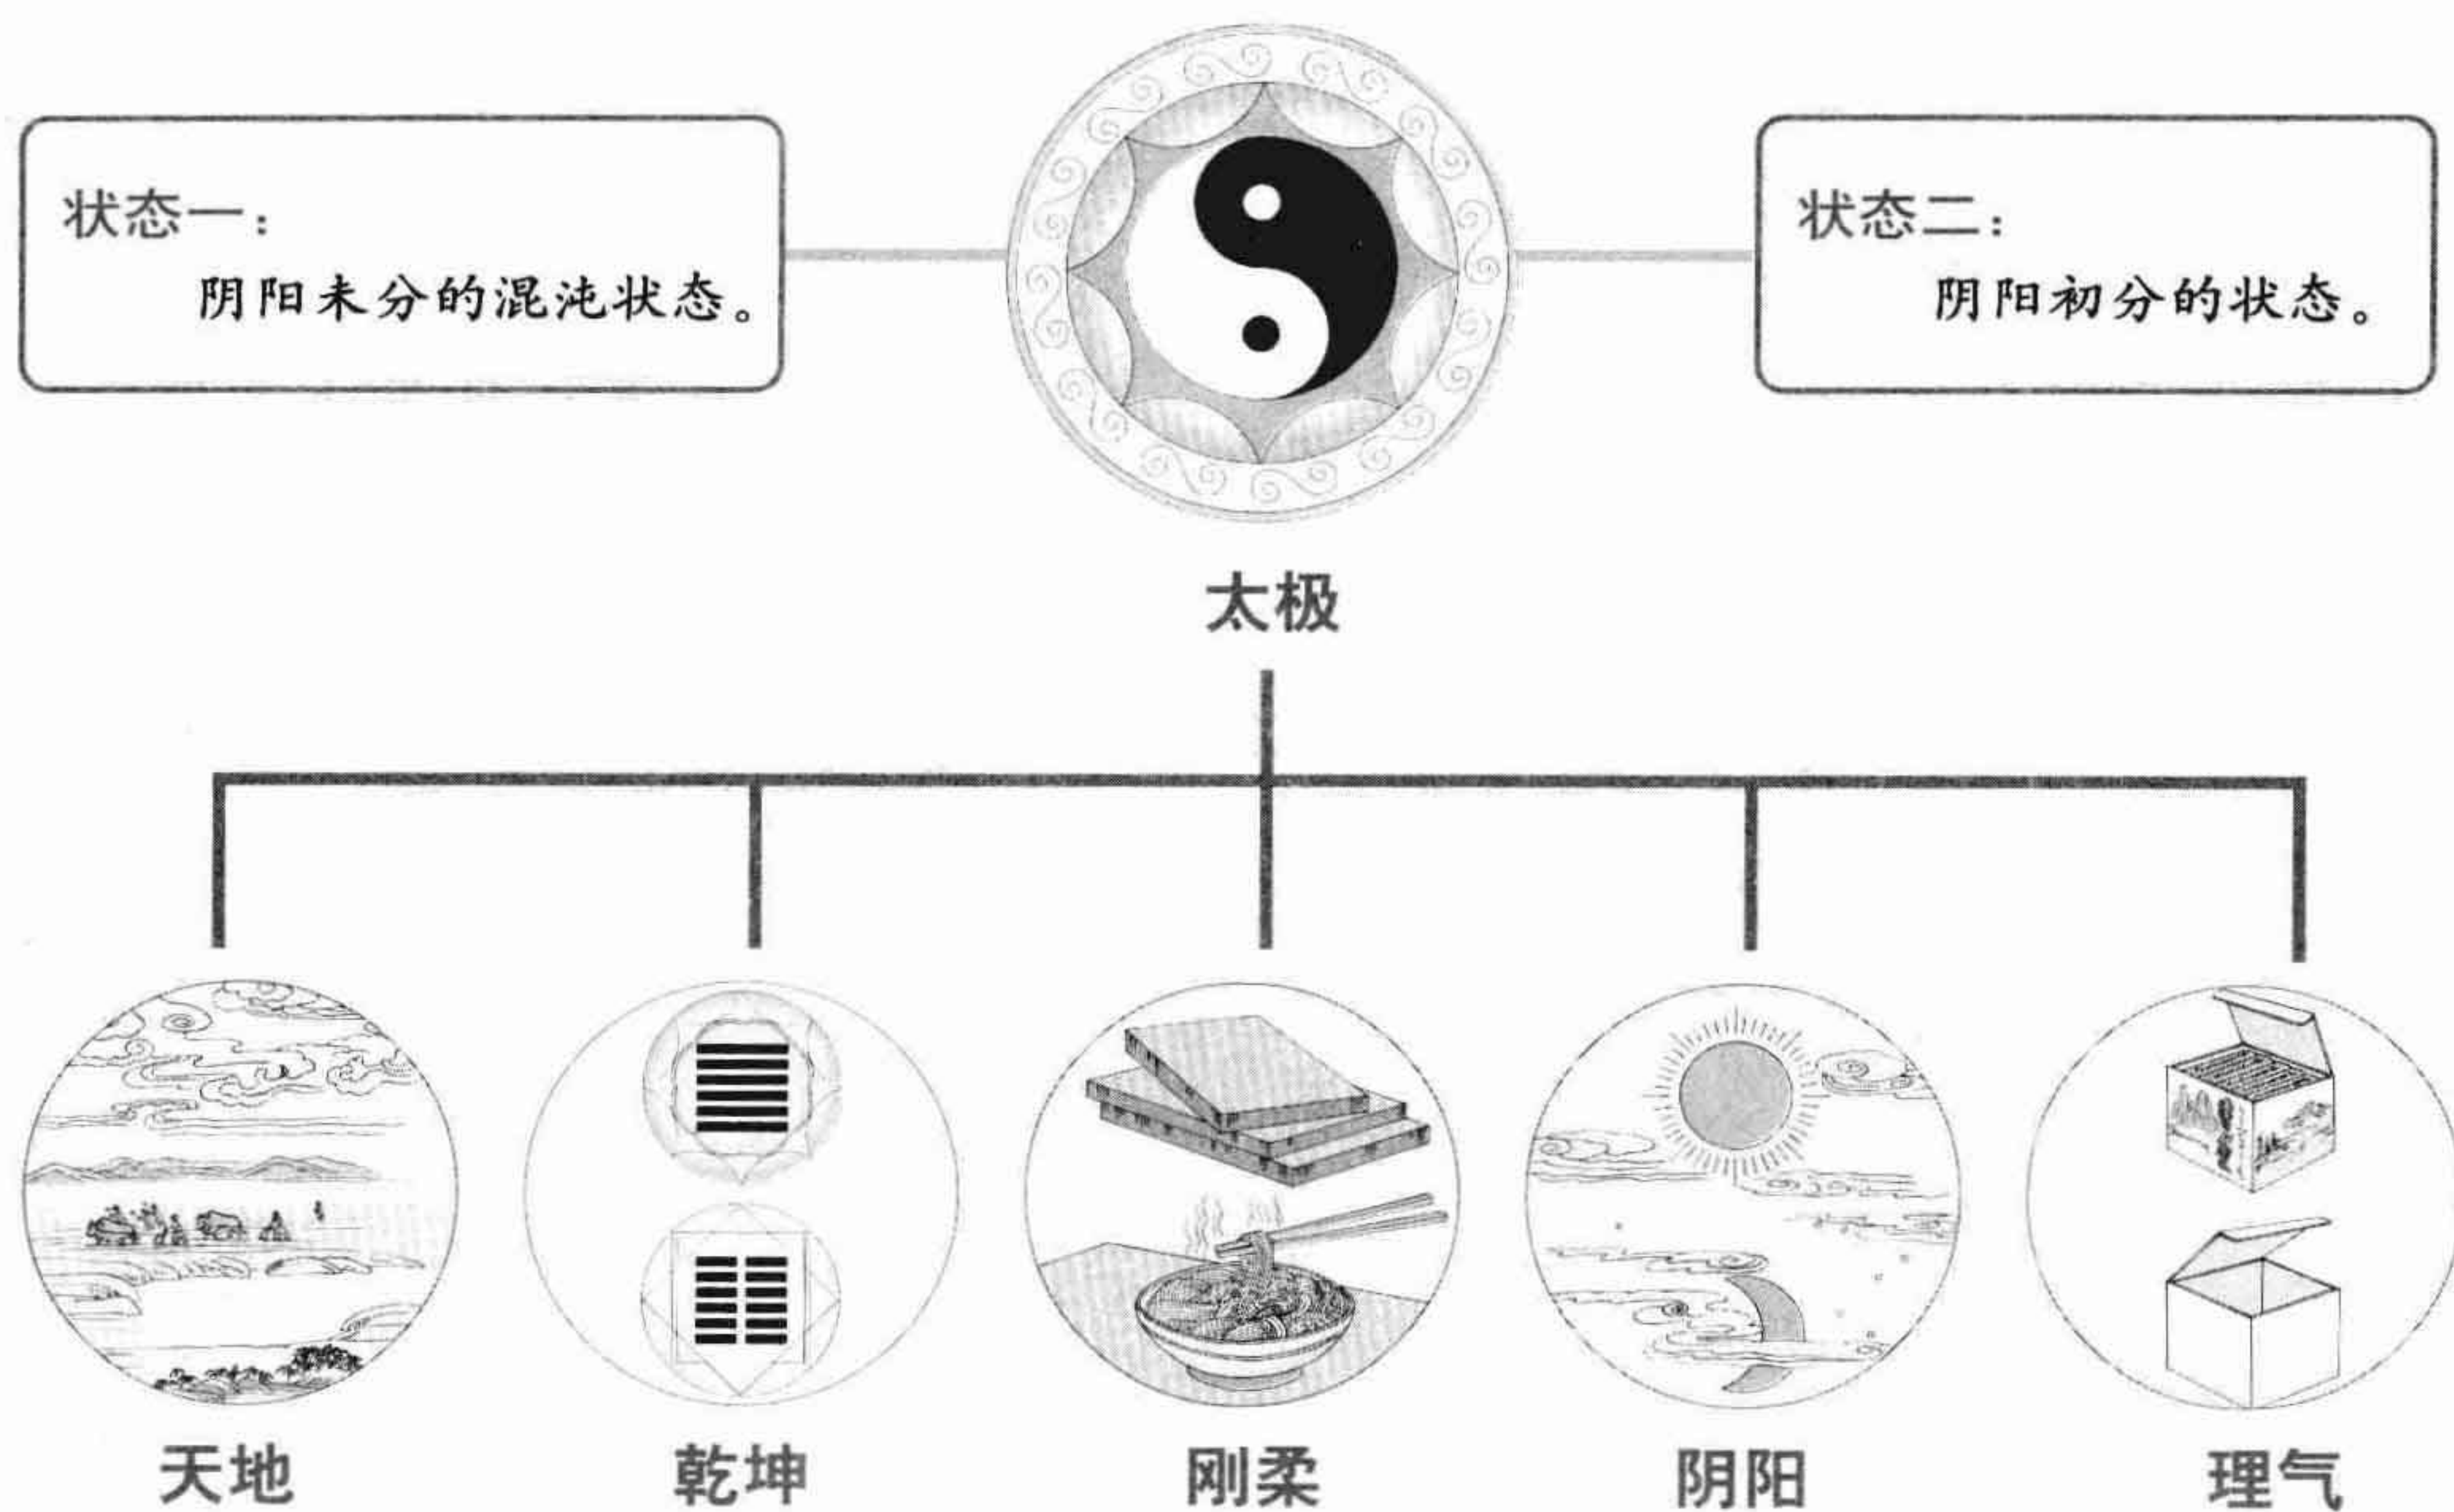 状态一：
阴阳未分的混沌状态。
状态二：
阴阳初分的状态。
太极
天地
乾坤
刚柔
阴阳
理气